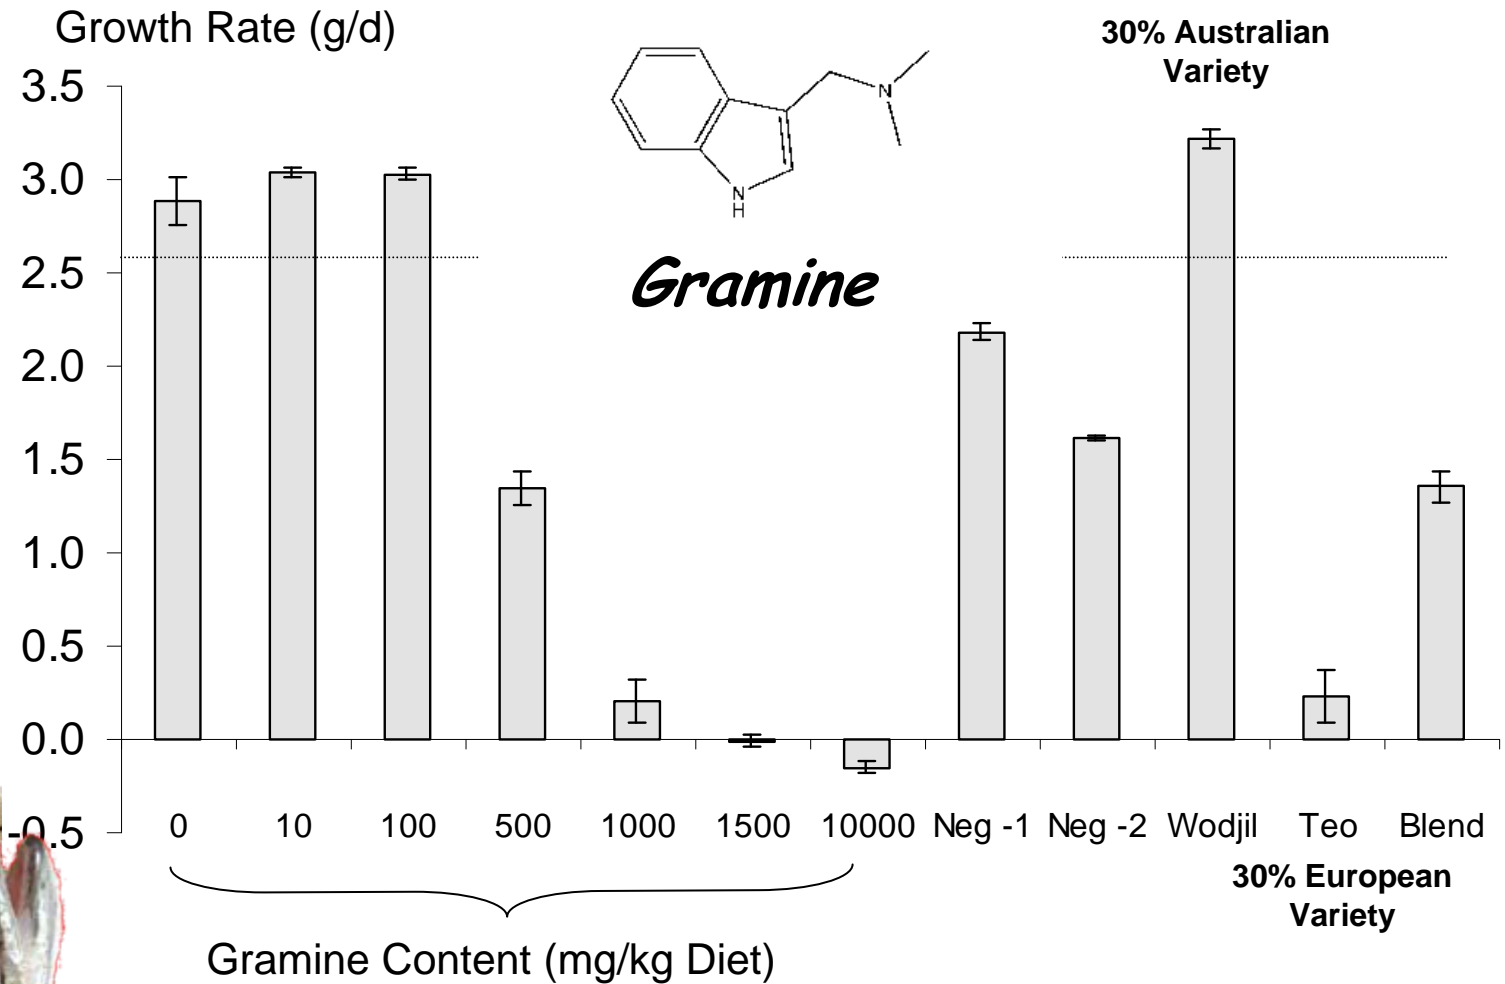 Growth Rate (g/d)
30% Australian
Variety
3.5
3.0
2.5
2.0
1.5
1.0
0.5
0.0
-0.5
N
N
H
Gramine
0 10 100 500 1000 1500 10000 Neg -1 Neg -2 Wodjil Teo Blend
30% European
Variety
Gramine Content (mg/kg Diet)